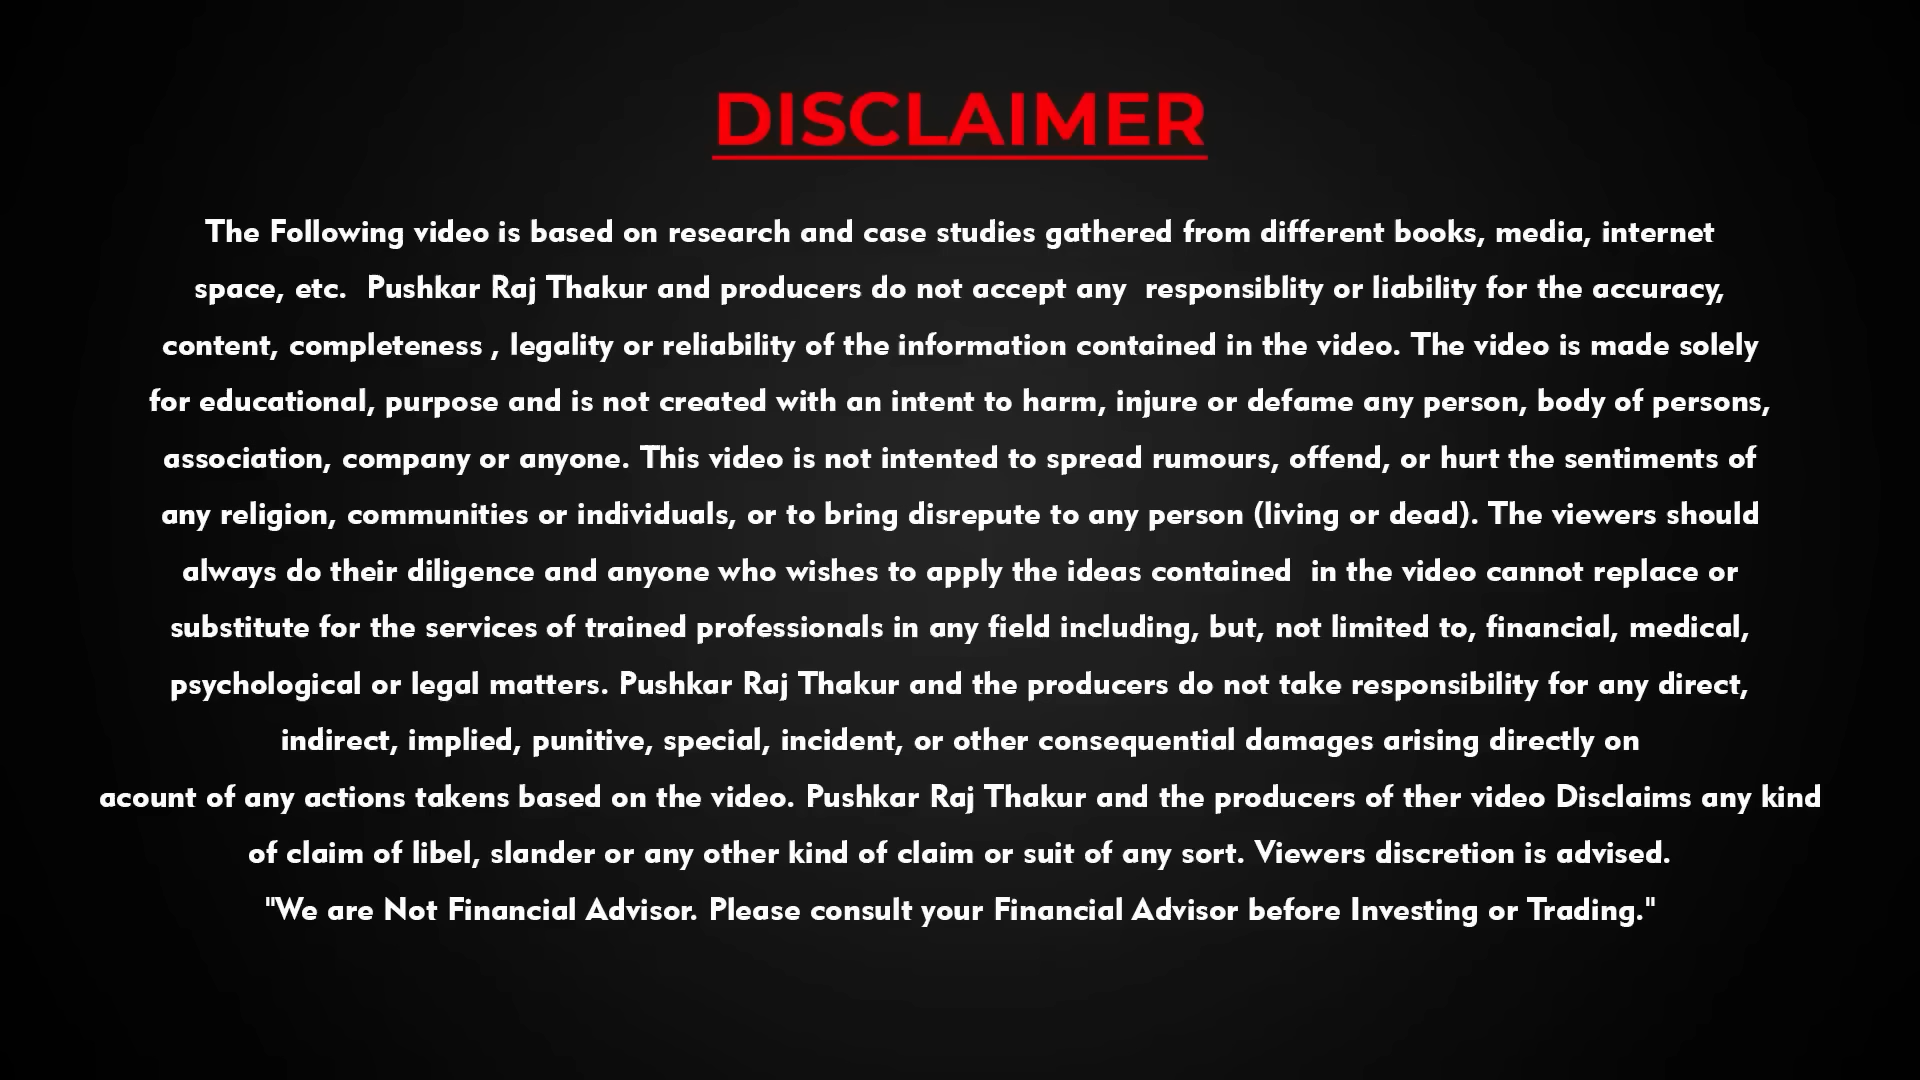 DISCLAIMER
The Following video is based on research and case studies gathered from different books, media, internet
space, etc.  Pushkar Raj Thakur and producers do not accept any  responsiblity or liability for the accuracy,
content, completeness , legality or reliability of the information contained in the video. The video is made solely
for educational, purpose and is not created with an intent to harm, injure or defame any person, body of persons,
association, company or anyone. This video is not intented to spread rumours, offend, or hurt the sentiments of
any religion, communities or individuals, or to bring disrepute to any person (living or dead). The viewers should
always do their diligence and anyone who wishes to apply the ideas contained  in the video cannot replace or
substitute for the services of trained professionals in any field including, but, not limited to, financial, medical,
psychological or legal matters. Pushkar Raj Thakur and the producers do not take responsibility for any direct,
indirect, implied, punitive, special, incident, or other consequential damages arising directly on
acount of any actions takens based on the video. Pushkar Raj Thakur and the producers of ther video Disclaims any kind
of claim of libel, slander or any other kind of claim or suit of any sort. Viewers discretion is advised.
"We are Not Financial Advisor. Please consult your Financial Advisor before Investing or Trading."